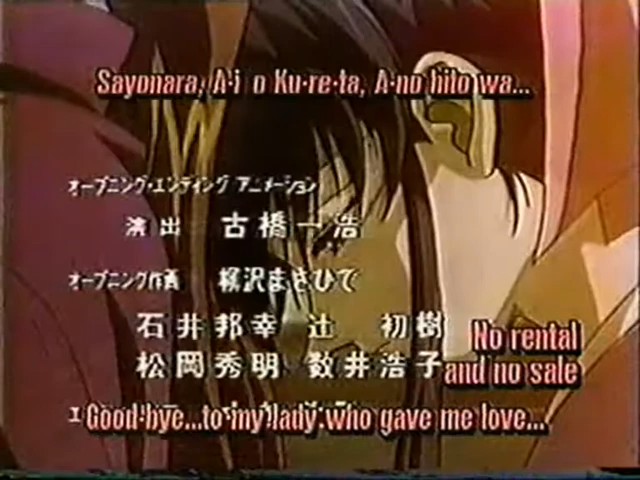 Sayonara, A-i o Ku-re-ta, A-no hito wa...
オープニング・エンディング アニメーション
演出 古橋一浩
オープニング作画 柳沢まさひで
石井邦幸 辻 初樹
松岡秀明 数井浩子
No rental
and no sale
Good-bye...to my lady who gave me love...